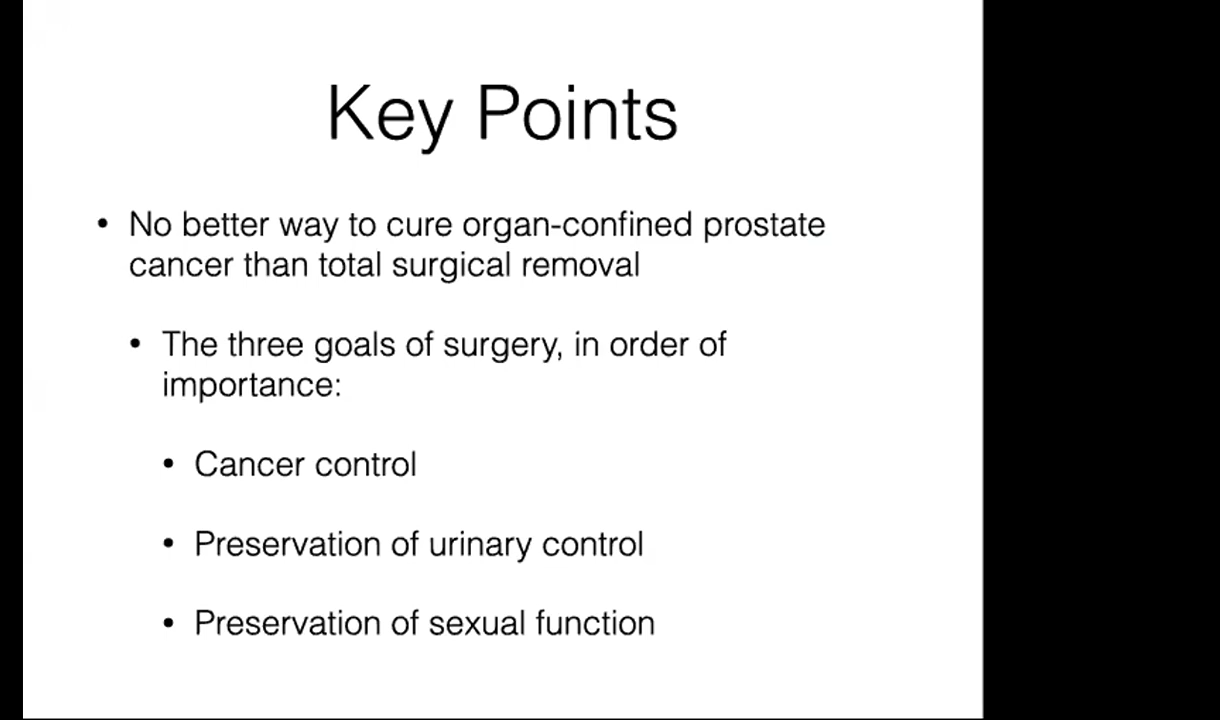 Key Points
• No better way to cure organ-confined prostate
cancer than total surgical removal
• The three goals of surgery, in order of
importance:
• Cancer control
• Preservation of urinary control
• Preservation of sexual function